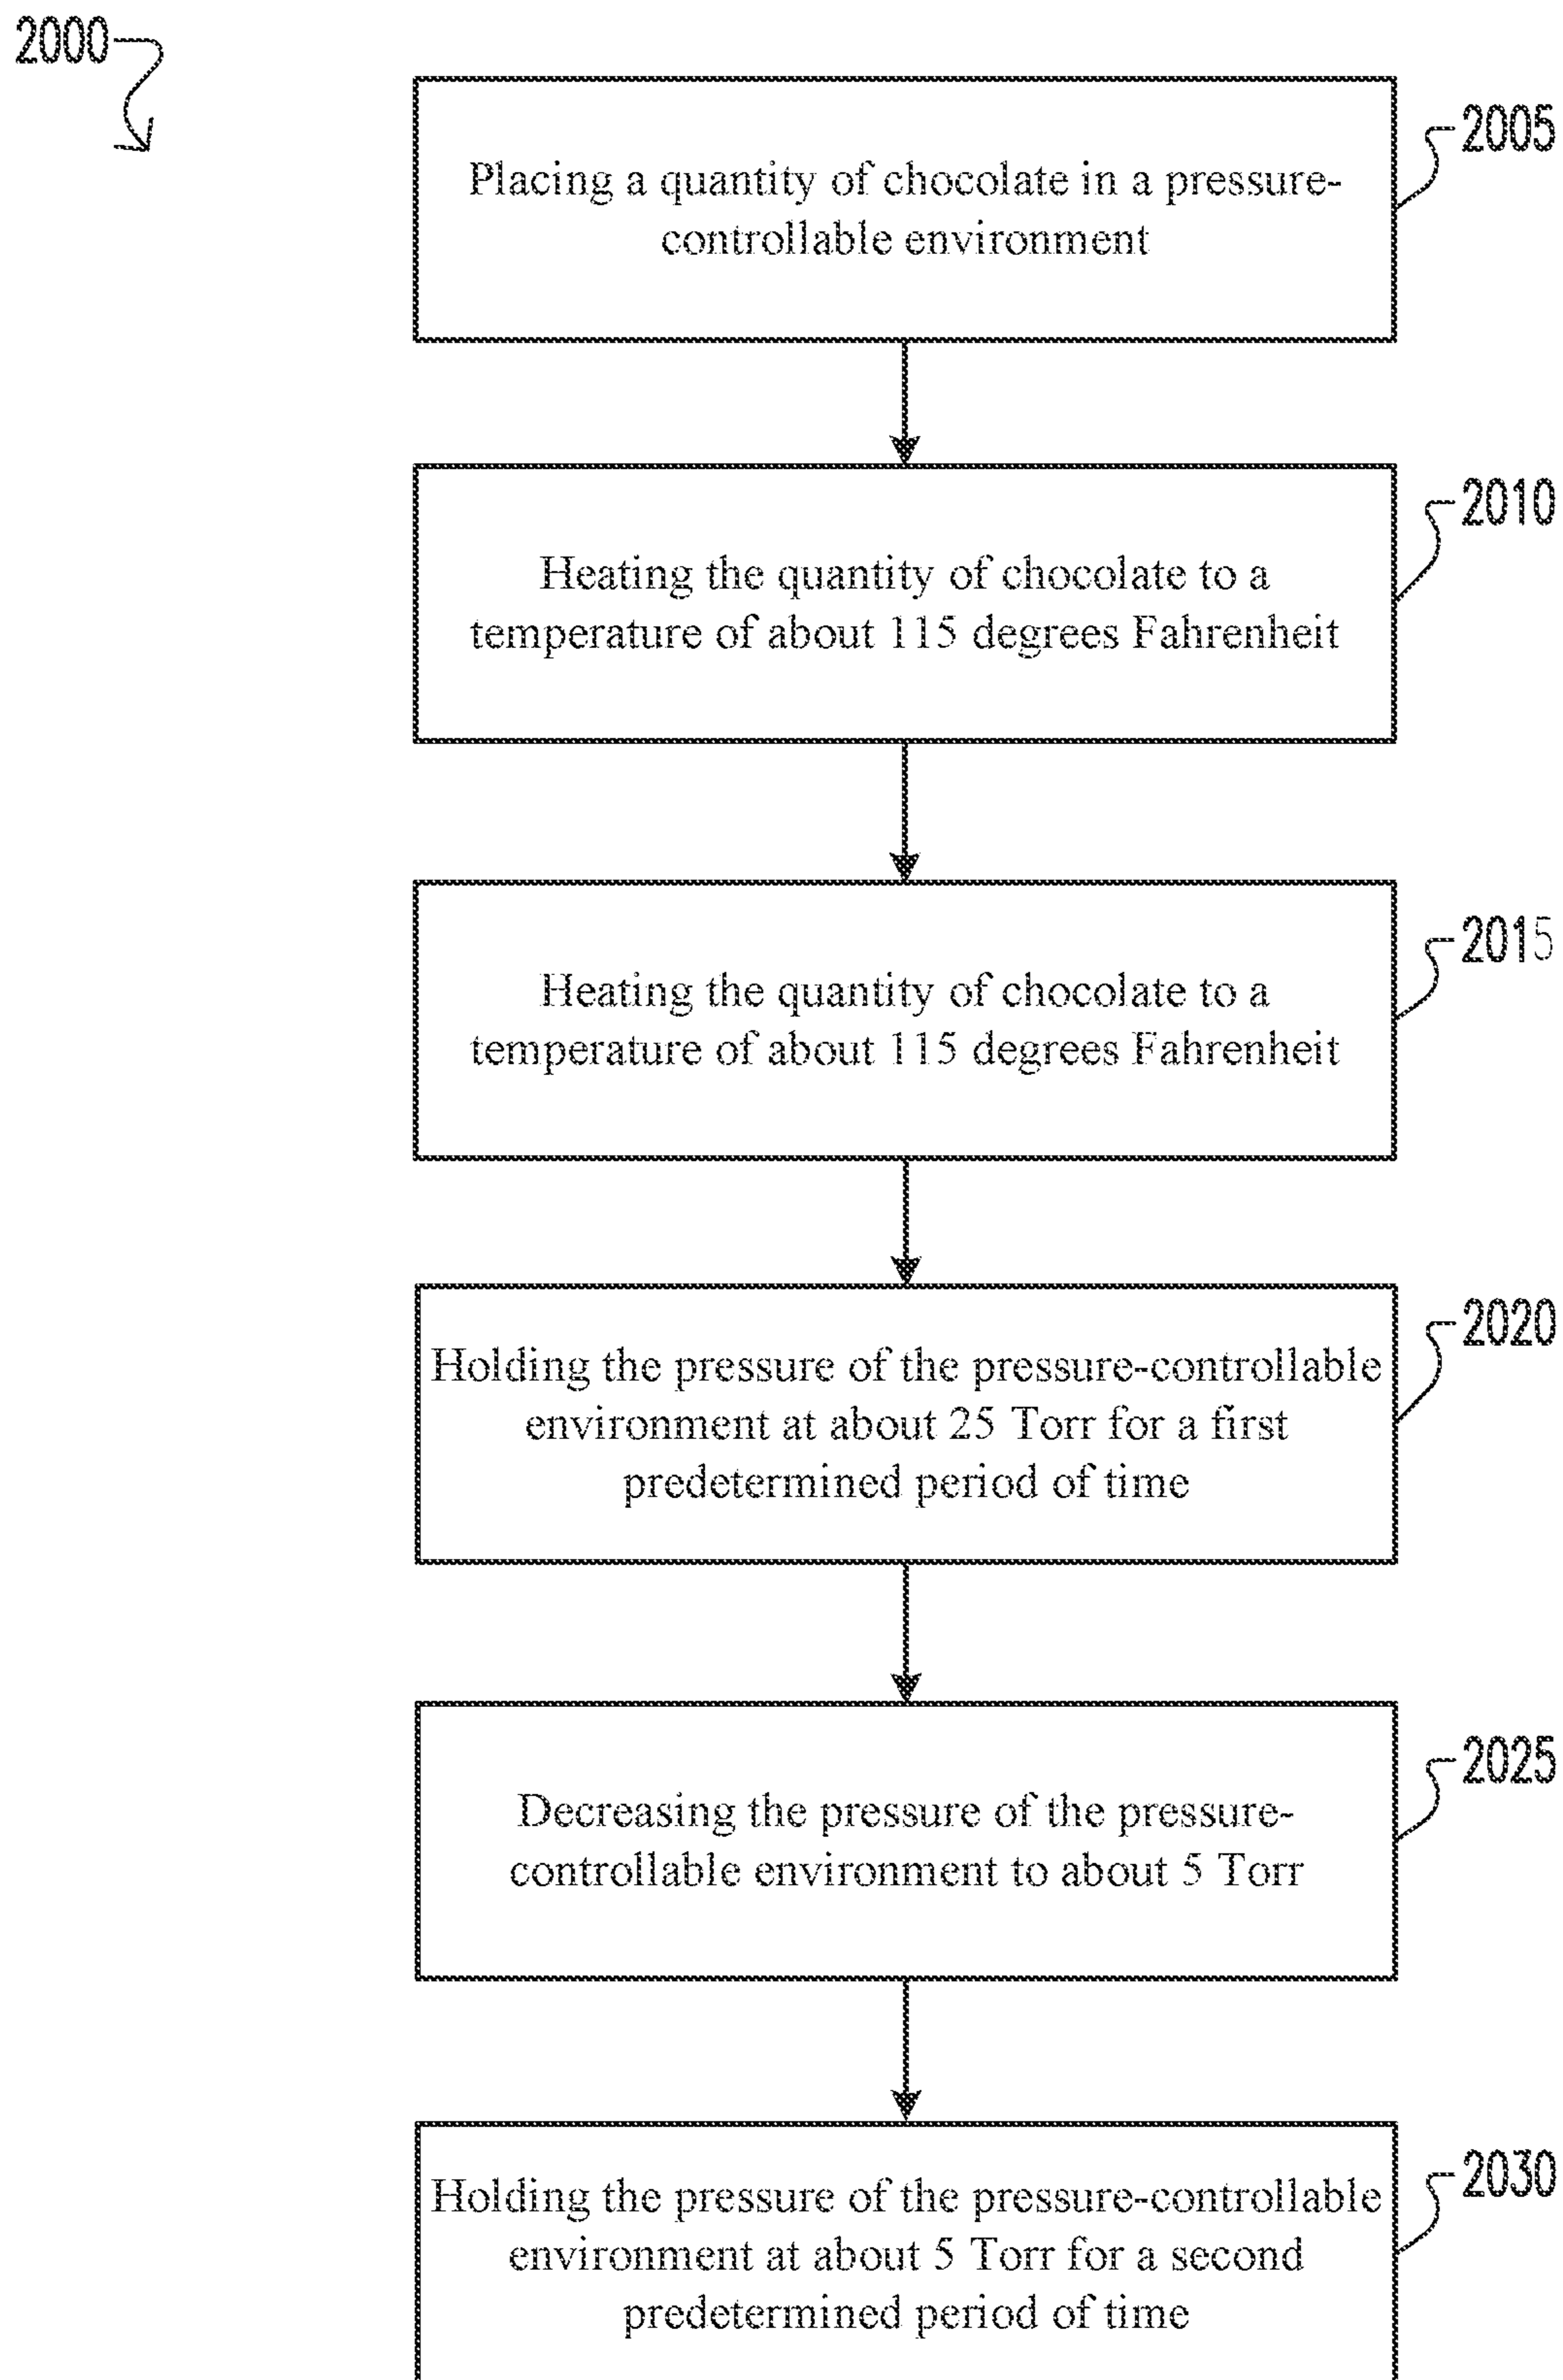 2000
2005
Placing a quantity of chocolate in a pressure-
controllable environment
2010
Heating the quantity of chocolate to a
temperature of about 115 degrees Fahrenheit
2015
Heating the quantity of chocolate to a
temperature of about 115 degrees Fahrenheit
2020
Holding the pressure of the pressure-controllable
environment at about 25 Torr for a first
predetermined period of time
2025
Decreasing the pressure of the pressure-
controllable environment to about 5 Torr
2030
Holding the pressure of the pressure-controllable
environment at about 5 Torr for a second
predetermined period of time